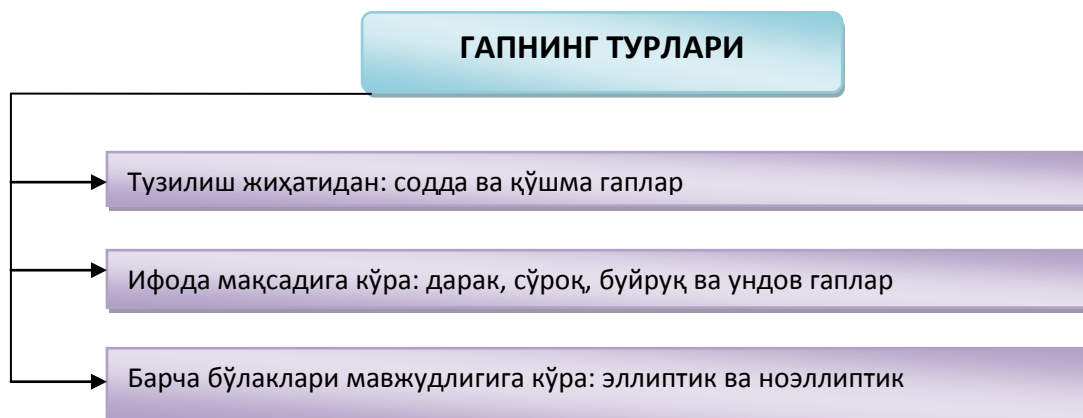 ГАПНИНГ ТУРЛАРИ
Тузилиш жиҳатидан: содда ва қўшма гаплар
Ифода мақсадига кўра: дарак, сўроқ, буйруқ ва ундов гаплар
Барча бўлаклари мавжудлигига кўра: эллиптик ва ноэллиптик